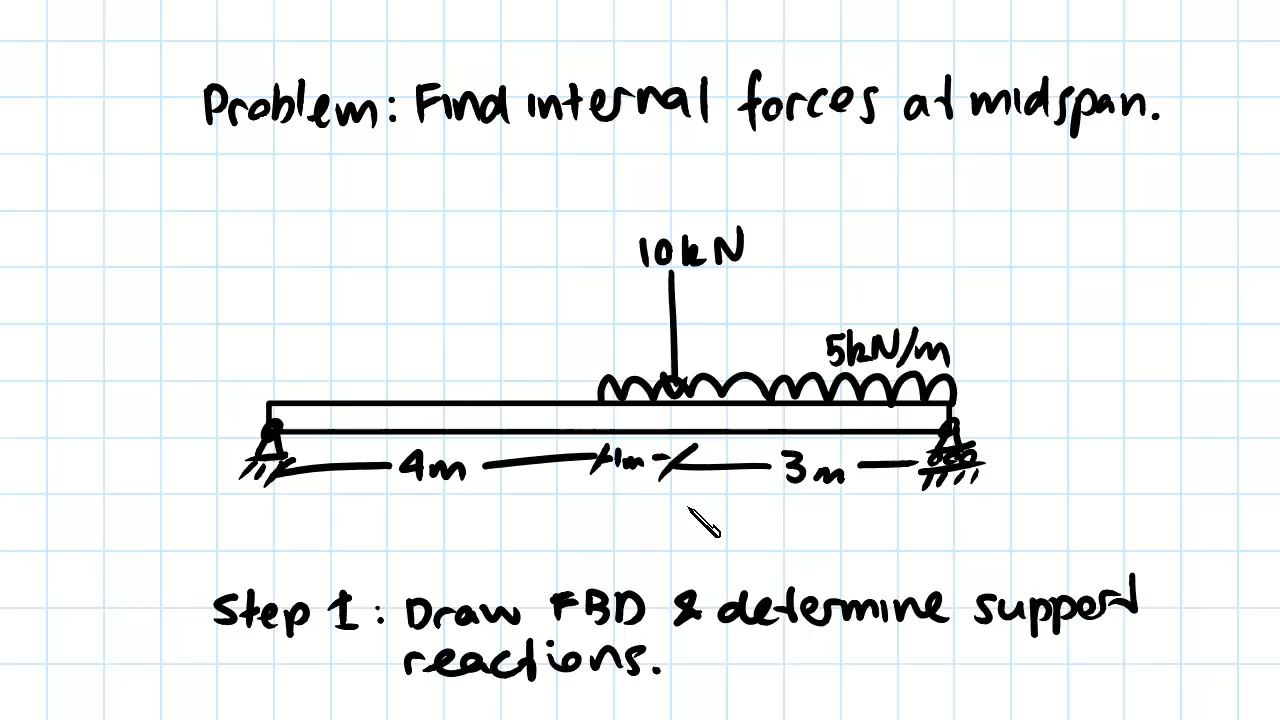 Problem: Find internal forces at midspan.
10kN
5kN/m
4m 1m 3m
Step 1: Draw FBD & determine support
reactions.